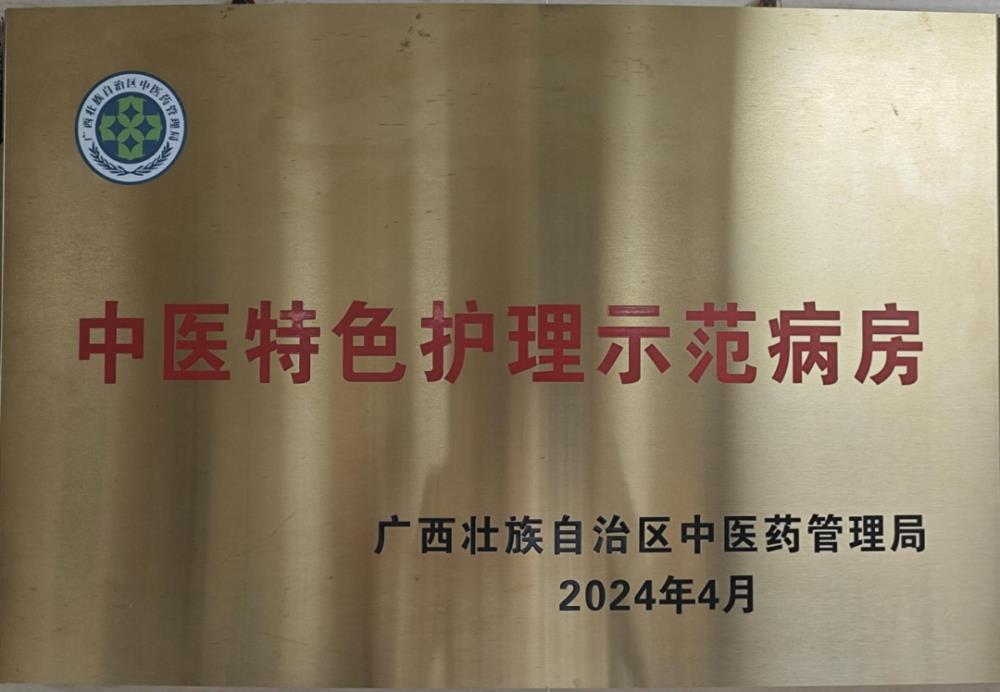 广西壮族自治区中医药管理局
中医特色护理示范病房
广西壮族自治区中医药管理局
2024年4月